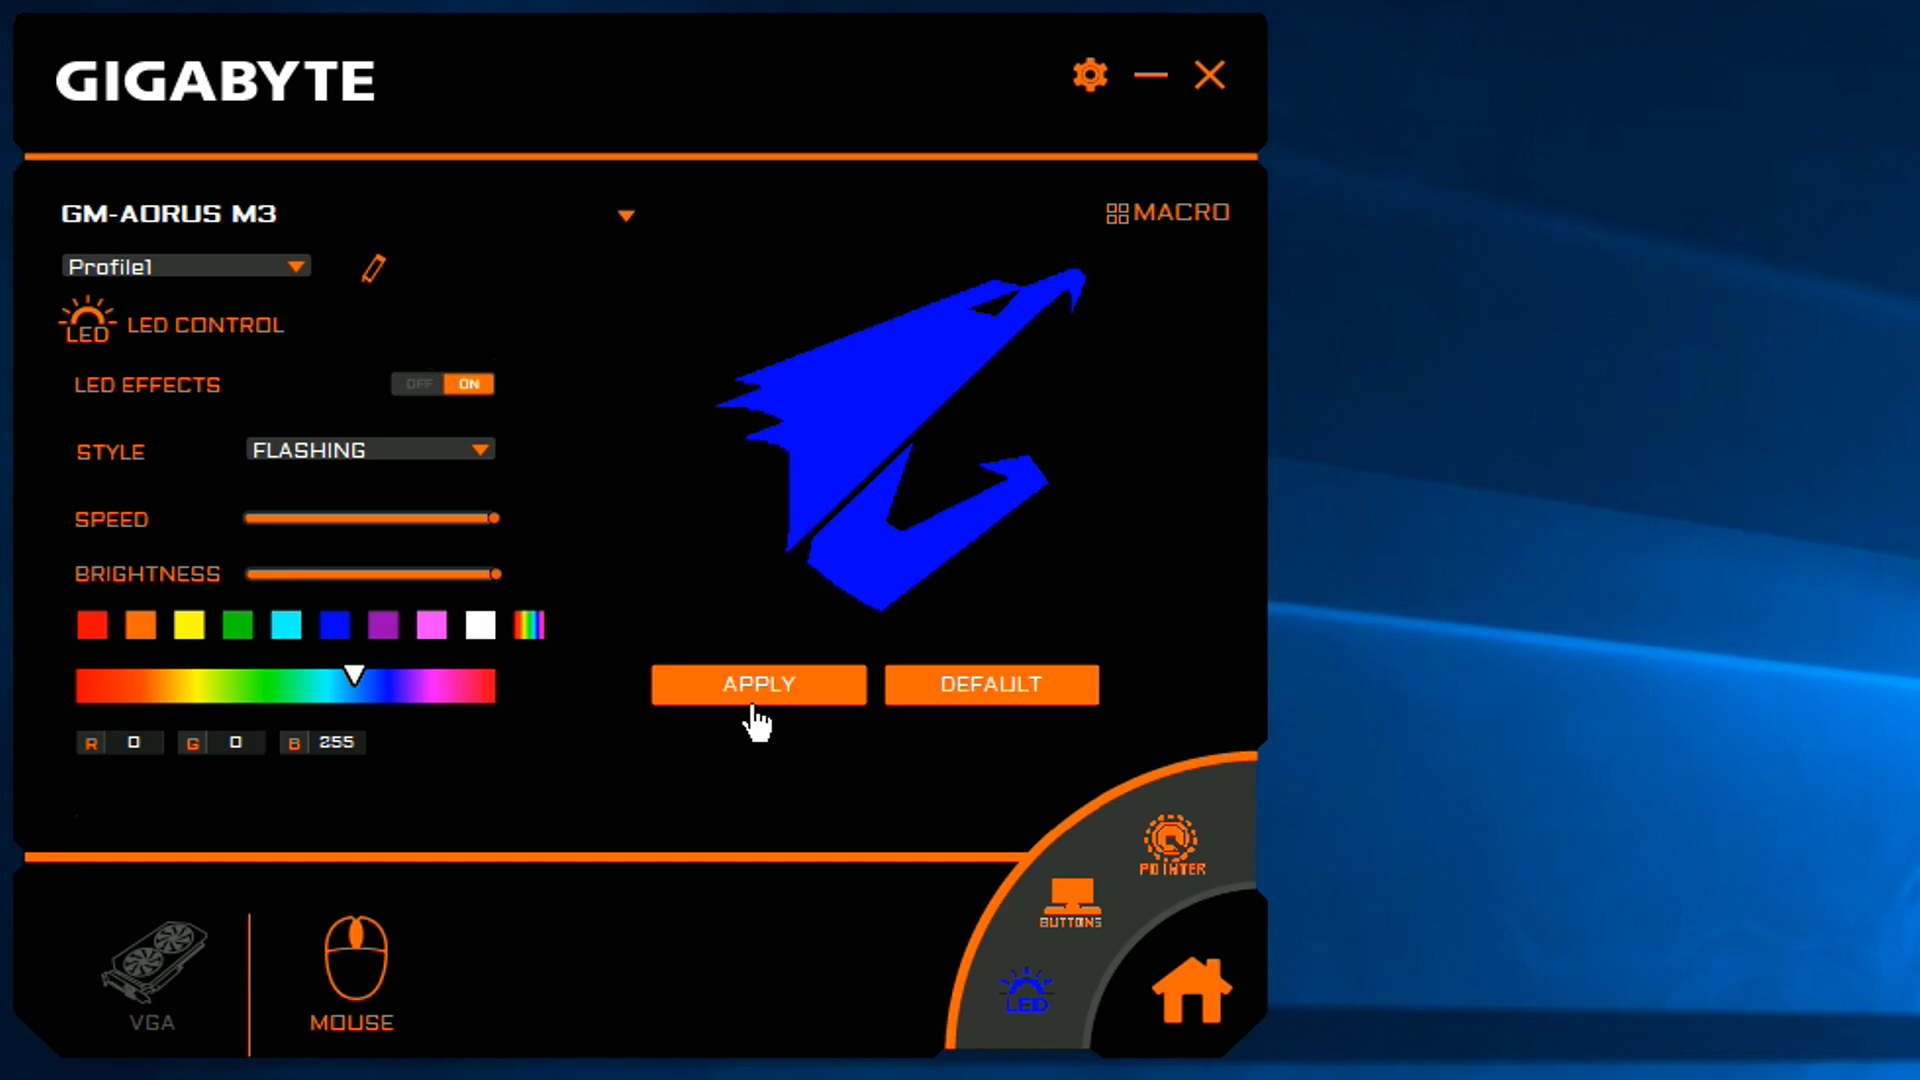 GIGABYTE
GM-AORUS M3
MACRO
Profile1
LED
LED CONTROL
LED EFFECTS
OFF ON
STYLE
FLASHING
SPEED
BRIGHTNESS
APPLY
DEFAULT
R 0 G 0 B 255
POINTER
BUTTONS
LED
VGA
MOUSE